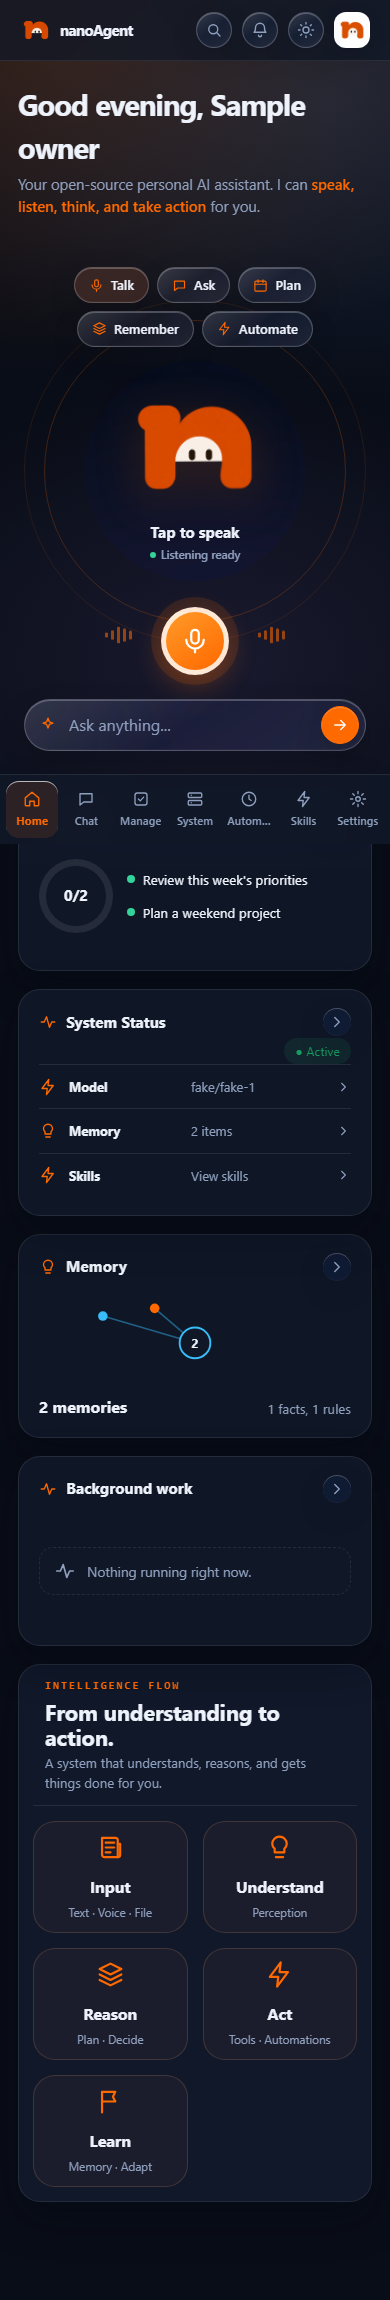 nanoAgent
Good evening, Sample
owner
Your open-source personal AI assistant. I can speak,
listen, think, and take action for you.
Talk
Ask
Plan
Remember
Automate
Tap to speak
Listening ready
Ask anything...
Home
Chat
Manage
System
Autom...
Skills
Settings
0/2
Review this week's priorities
Plan a weekend project
System Status
Active
Model
fake/fake-1
Memory
2 items
Skills
View skills
Memory
2
2 memories
1 facts, 1 rules
Background work
Nothing running right now.
INTELLIGENCE FLOW
From understanding to
action.
A system that understands, reasons, and gets
things done for you.
Input
Text · Voice · File
Understand
Perception
Reason
Plan · Decide
Act
Tools · Automations
Learn
Memory · Adapt